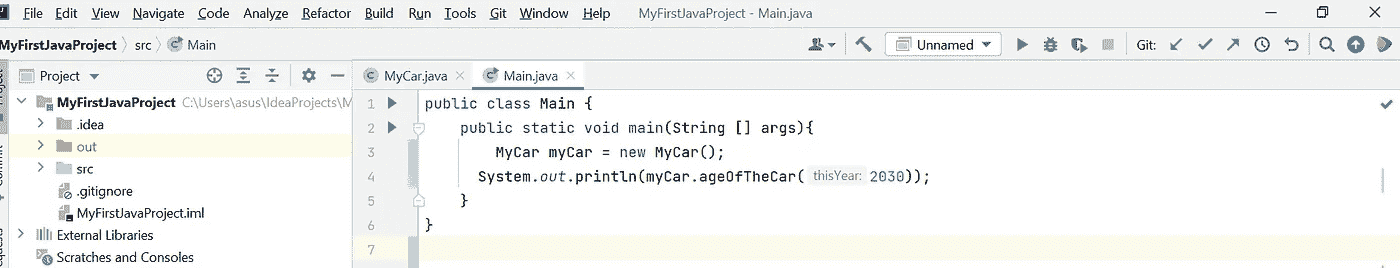 File Edit View Navigate Code Analyze Refactor Build Run Tools Git Window Help MyFirstJavaProject - Main.java
MyFirstJavaProject src Main Unnamed Git:
Project MyCar.java Main.java
MyFirstJavaProject C:\Users\asus\IdeaProjects\M
.idea
out
src
.gitignore
MyFirstJavaProject.iml
External Libraries
Scratches and Consoles
1 public class Main {
2 public static void main(String [] args){
3 MyCar myCar = new MyCar();
4 System.out.println(myCar.ageOfTheCar( thisYear: 2030));
5 }
6 }
7